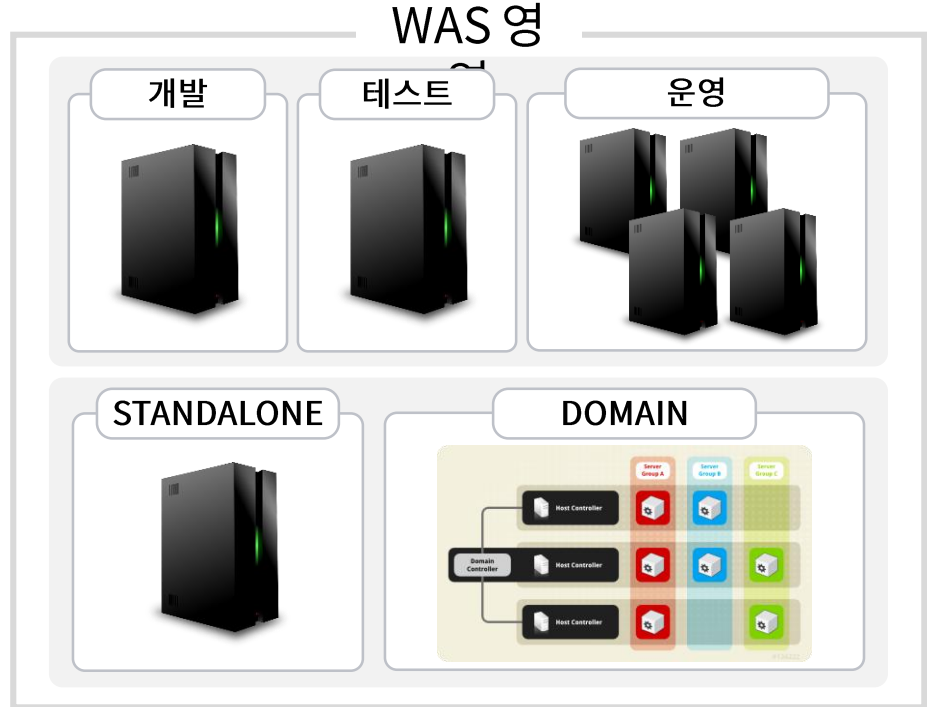 WAS 영
역
개발
테스트
운영
STANDALONE
DOMAIN
Server
Group A
Server
Group B
Server
Group C
Host Controller
Domain
Controller
Host Controller
Host Controller